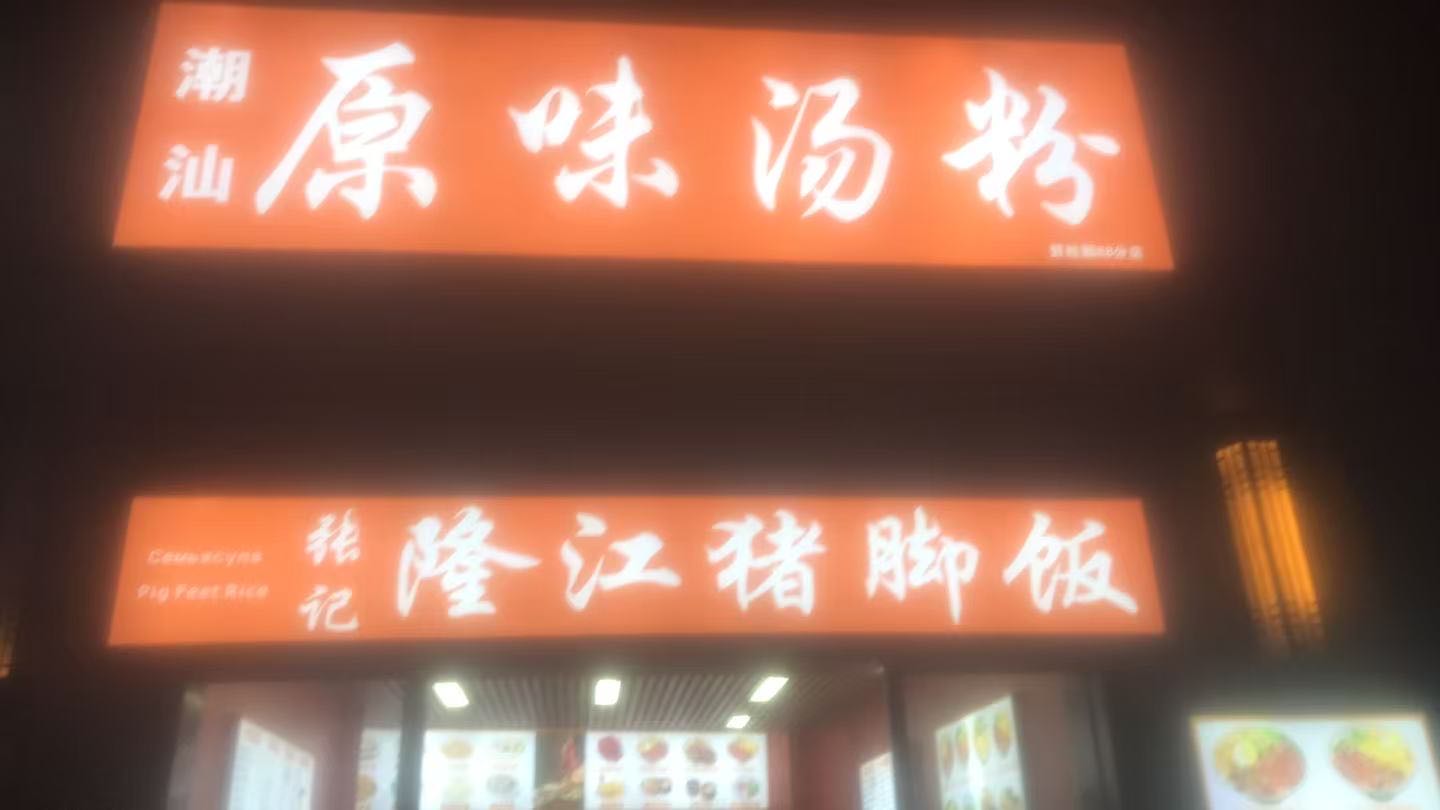 潮汕
原味汤粉
Pig Feet Rice
张记
隆江猪脚饭